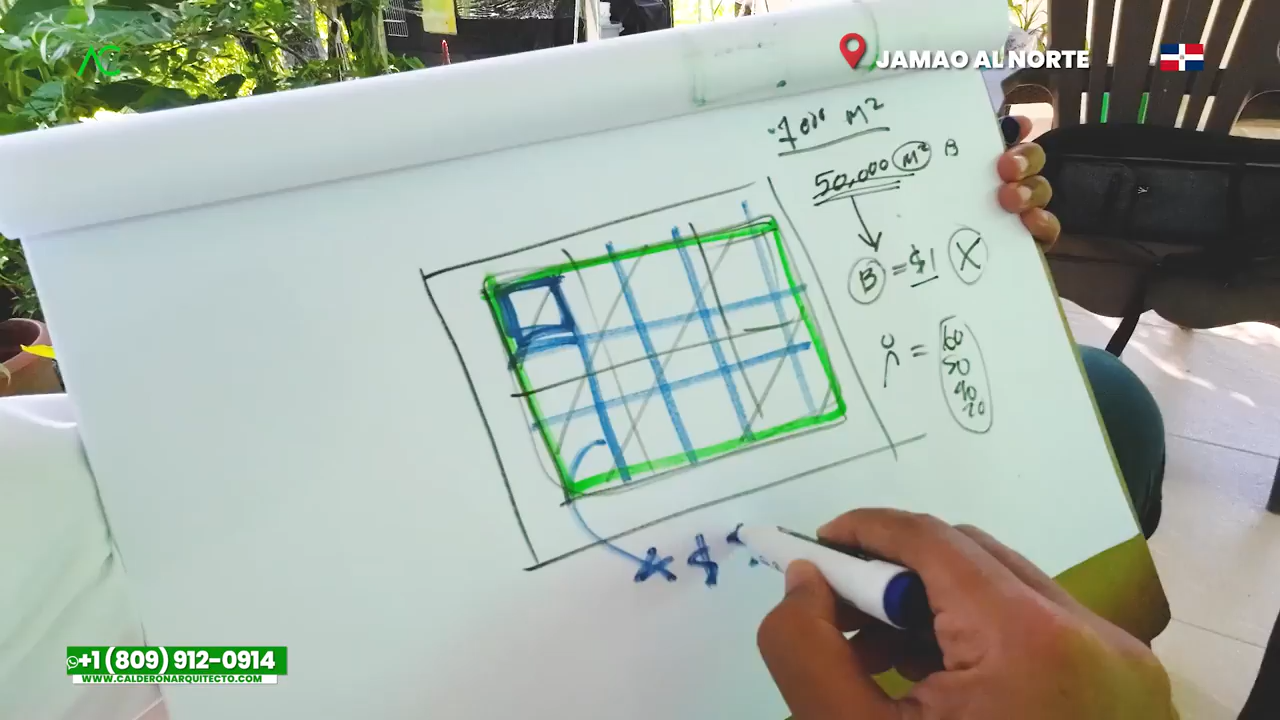 AC
JAMAO AL NORTE
M²
50,000 M² B
B = $1 X
= 60
50
40
20
$
+1 (809) 912-0914
WWW.CALDERONARQUITECTO.COM